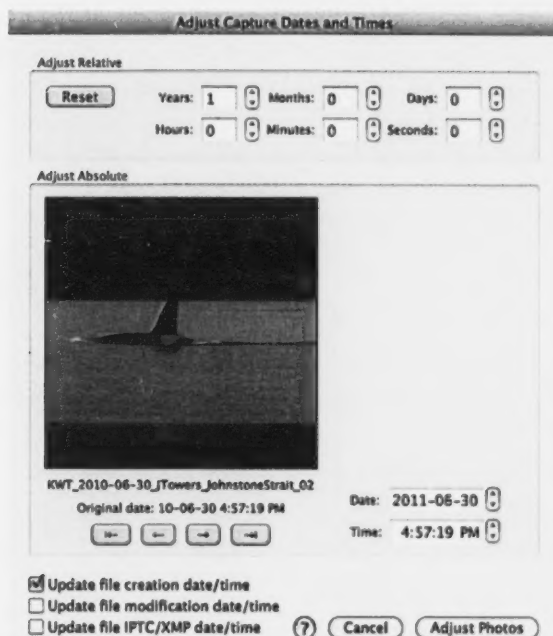 Adjust Capture Dates and Times
Adjust Relative
Reset Years: 1 Months: 0 Days: 0
Hours: 0 Minutes: 0 Seconds: 0
Adjust Absolute
KWT_2010-06-30_JTowers_JohnstoneStrait_02
Original date: 10-06-30 4:57:19 PM
Date: 2011-06-30
Time: 4:57:19 PM
Update file creation date/time
Update file modification date/time
Update file IPTC/XMP date/time ? Cancel Adjust Photos